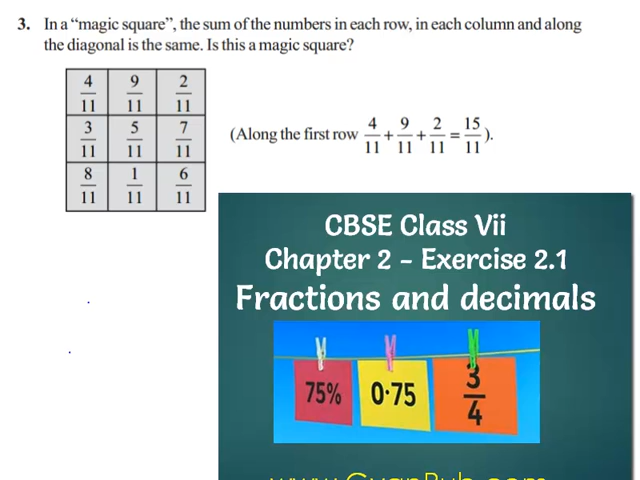 3. In a “magic square”, the sum of the numbers in each row, in each column and along
the diagonal is the same. Is this a magic square?
4/11 9/11 2/11
3/11 5/11 7/11
8/11 1/11 6/11
(Along the first row 4/11 + 9/11 + 2/11 = 15/11 ).
CBSE Class Vii
Chapter 2 - Exercise 2.1
Fractions and decimals
75% 0·75 3/4